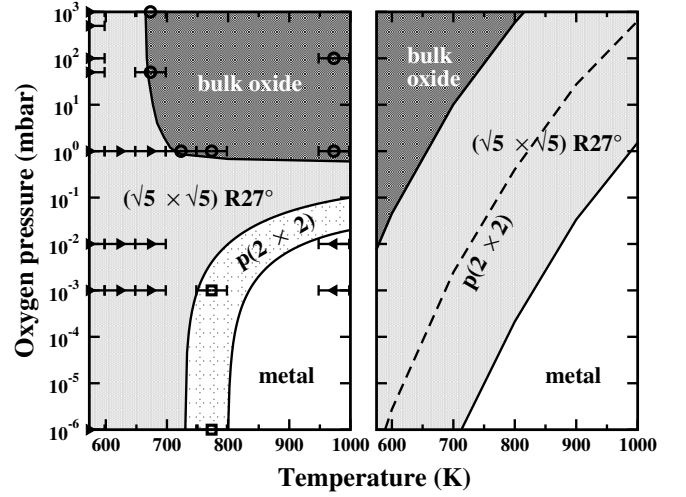 Oxygen pressure (mbar)
10³
10²
10¹
10⁰
10⁻¹
10⁻²
10⁻³
10⁻⁴
10⁻⁵
10⁻⁶
bulk oxide
(√5 × √5) R27°
p(2 × 2)
metal
600 700 800 900 1000
bulk
oxide
(√5 × √5) R27°
p(2 × 2)
metal
600 700 800 900 1000
Temperature (K)